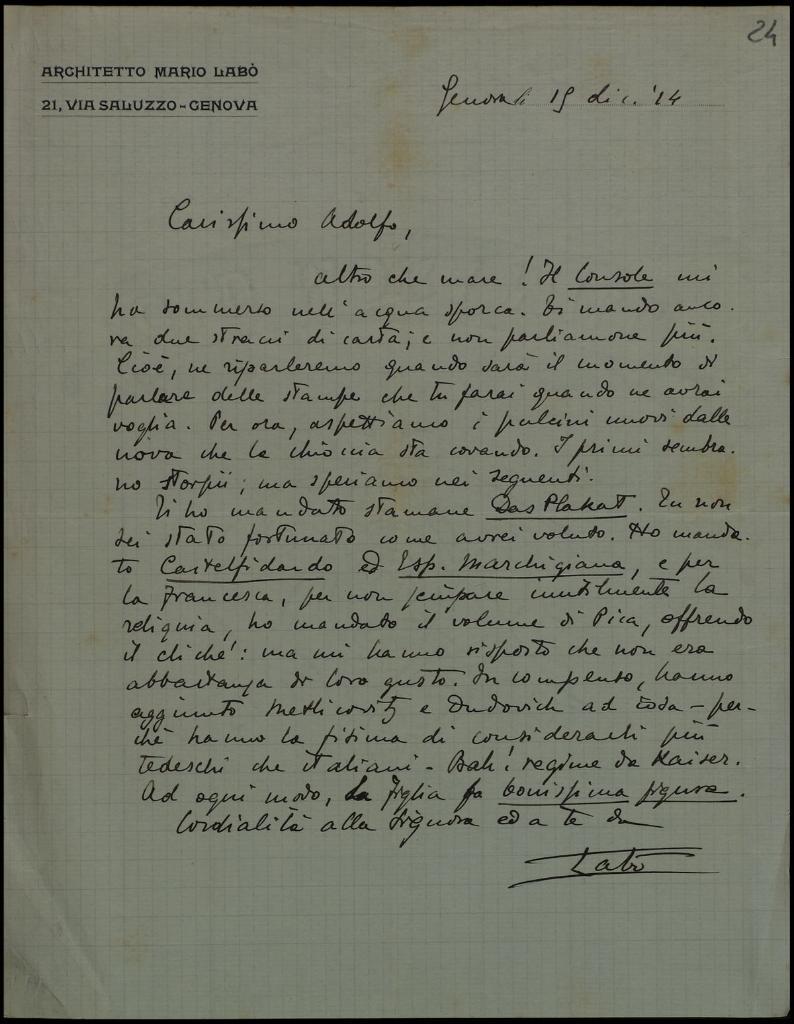 24
ARCHITETTO MARIO LABÒ
21, VIA SALUZZO - GENOVA
Genova li 15 dic. '14
Carissimo Adolfo,
altro che mare! Il Console mi
ha sommerso nell'acqua sporca. Ti mando anco-
ra due stracci di carta; e non parliamone più.
Cioè, ne riparleremo quando sarà il momento di
parlare delle stampe che tu farai quando ne avrai
voglia. Per ora, aspettiamo i pulcini nuovi dalle
uova che la chioccia sta covando. I primi sembra-
no storpii; ma speriamo nei seguenti.
Ti ho mandato stamane Das Plakat. Tu non
sei stato fortunato come avrei voluto. Ho manda-
to Castelfidardo ed Esp. Marchigiana, e per
la Francesca, per non sciupare inutilmente la
reliquia, ho mandato il volume di Pica, offrendo
il cliché: ma mi hanno risposto che non era
abbastanza di loro gusto. In compenso, hanno
aggiunto Metlicovitz e Dudovich ad - per-
chè hanno la fisima di considerarli più
tedeschi che italiani - Bah! regime da Kaiser.
Ad ogni modo, la figlia fa bonissima figura.
Cordialità alla Signora ed a te da
Labò